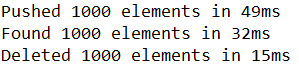 Pushed 1000 elements in 49ms
Found 1000 elements in 32ms
Deleted 1000 elements in 15ms